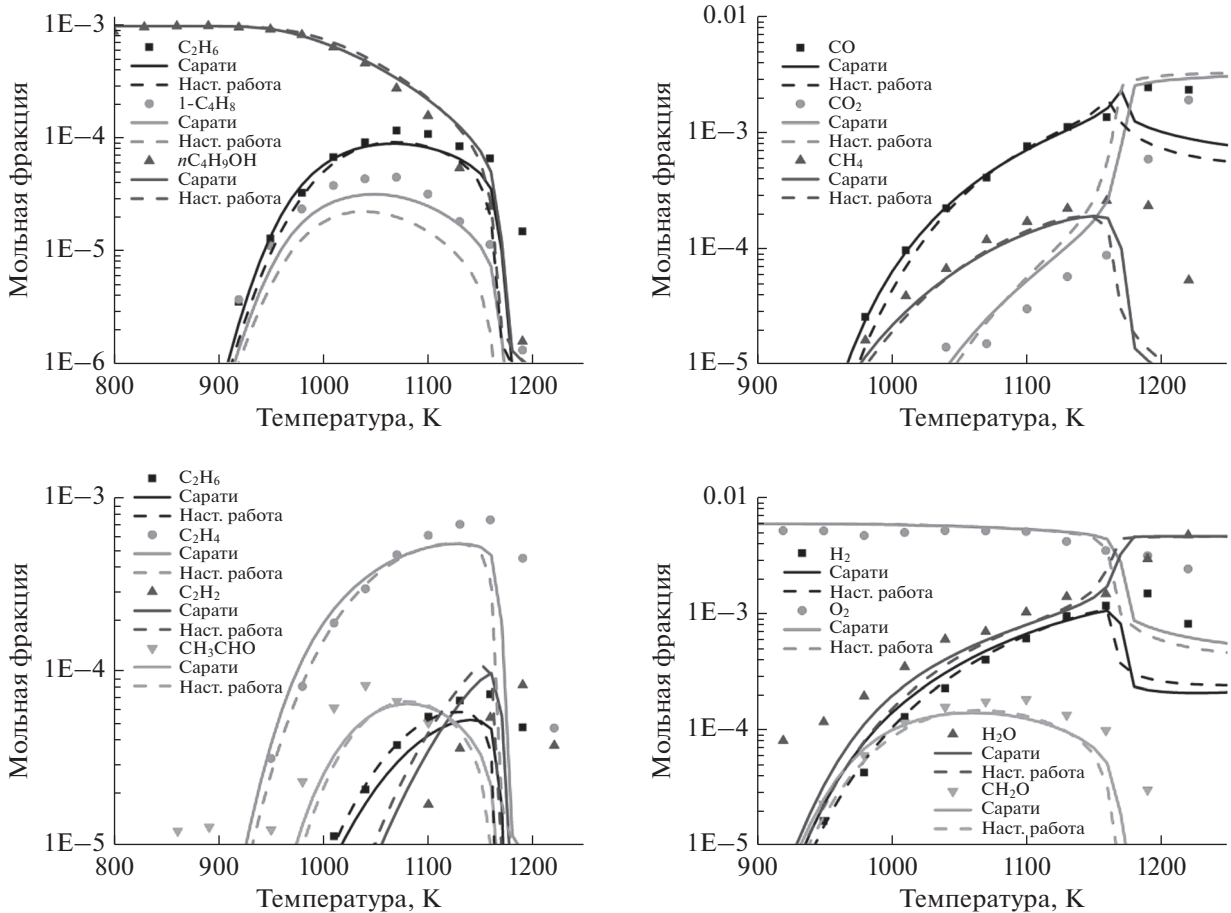 1E−3
1E−4
1E−5
1E−6
Мольная фракция
C₂H₆
Сарати
Наст. работа
1-C₄H₈
Сарати
Наст. работа
nC₄H₉OH
Сарати
Наст. работа
800
900
1000
1100
1200
Температура, K
0.01
1E−3
1E−4
1E−5
Мольная фракция
CO
Сарати
Наст. работа
CO₂
Сарати
Наст. работа
CH₄
Сарати
Наст. работа
900
1000
1100
1200
Температура, K
1E−3
1E−4
1E−5
Мольная фракция
C₂H₆
Сарати
Наст. работа
C₂H₄
Сарати
Наст. работа
C₂H₂
Сарати
Наст. работа
CH₃CHO
Сарати
Наст. работа
800
900
1000
1100
1200
Температура, K
0.01
1E−3
1E−4
1E−5
Мольная фракция
H₂
Сарати
Наст. работа
O₂
Сарати
Наст. работа
H₂O
Сарати
Наст. работа
CH₂O
Сарати
Наст. работа
900
1000
1100
1200
Температура, K